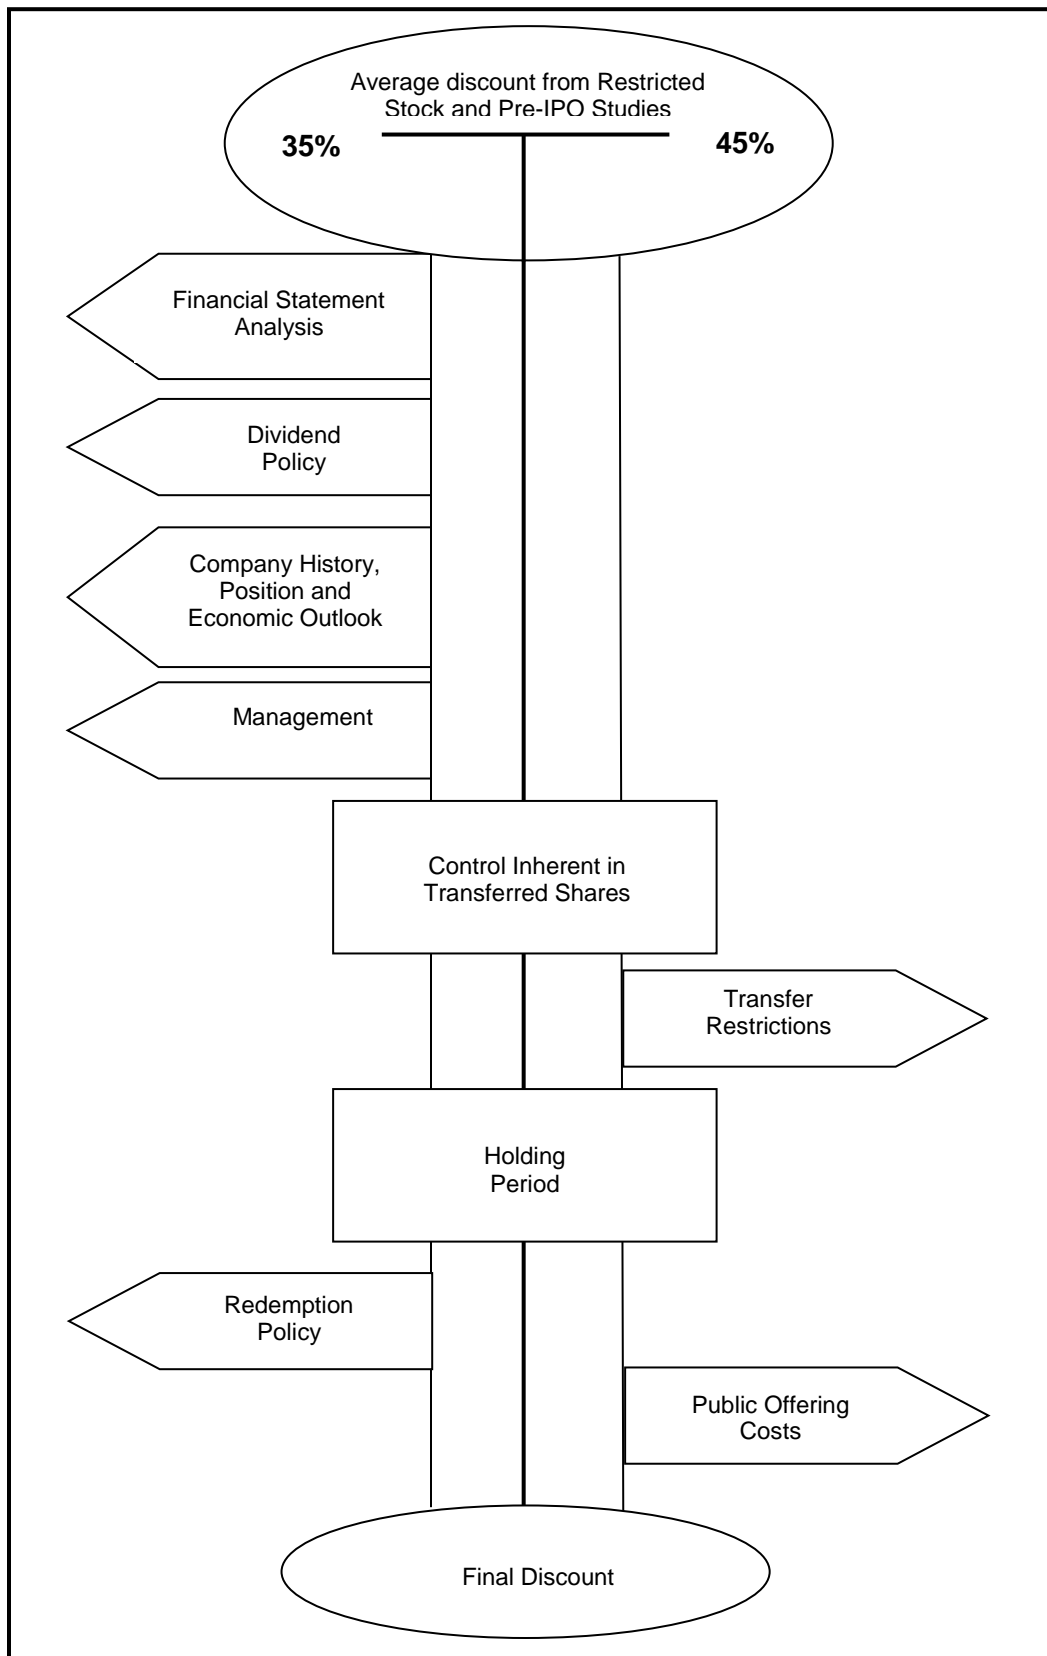 Average discount from Restricted
Stock and Pre-IPO Studies
35%
45%
Financial Statement
Analysis
Dividend
Policy
Company History,
Position and
Economic Outlook
Management
Control Inherent in
Transferred Shares
Transfer
Restrictions
Holding
Period
Redemption
Policy
Public Offering
Costs
Final Discount